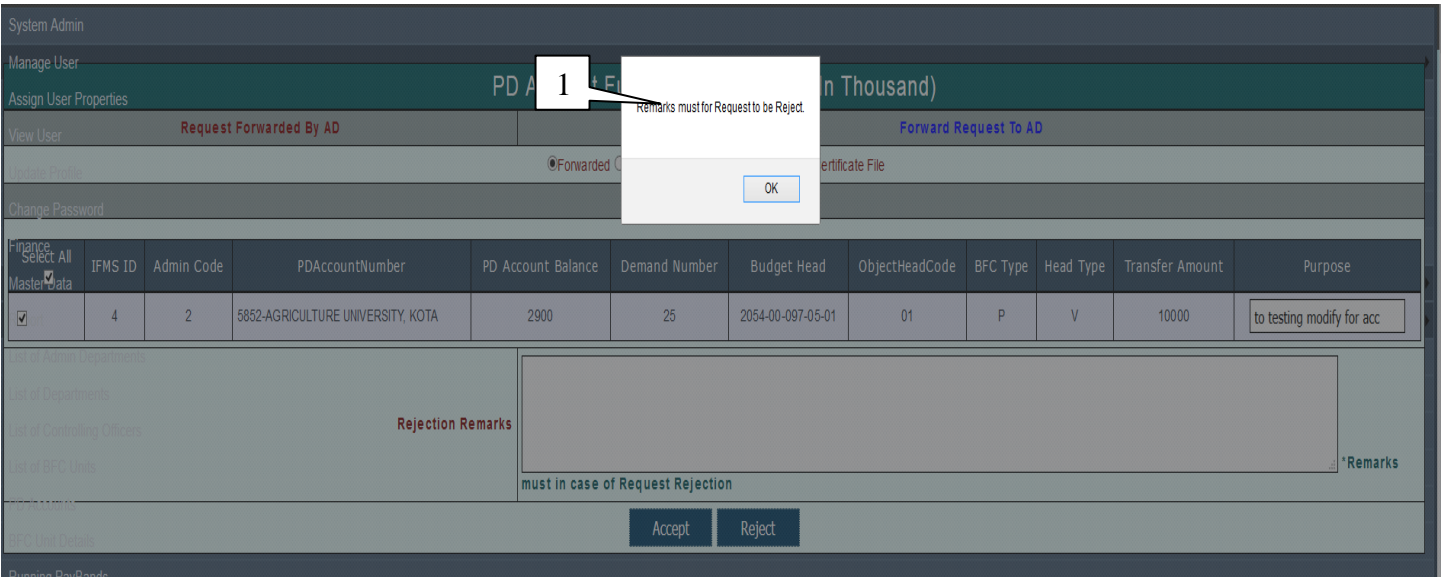 System Admin
Manage User
Assign User Properties
View User
Update Profile
Change Password
Finance
Master Data
List of Admin Departments
List of Departments
List of Controlling Officers
List of BFC Units
PD Accounts
BFC Unit Details
Running PayBands
PD A t Fu in Thousand)
1
Remarks must for Request to be Reject.
OK
Request Forwarded By AD Forward Request To AD
Forwarded ertificate File
Select All IFMS ID Admin Code PDAccountNumber PD Account Balance Demand Number Budget Head ObjectHeadCode BFC Type Head Type Transfer Amount Purpose
4 2 5852-AGRICULTURE UNIVERSITY, KOTA 2900 25 2054-00-097-05-01 01 P V 10000 to testing modify for acc
Rejection Remarks
*Remarks
must in case of Request Rejection
Accept Reject